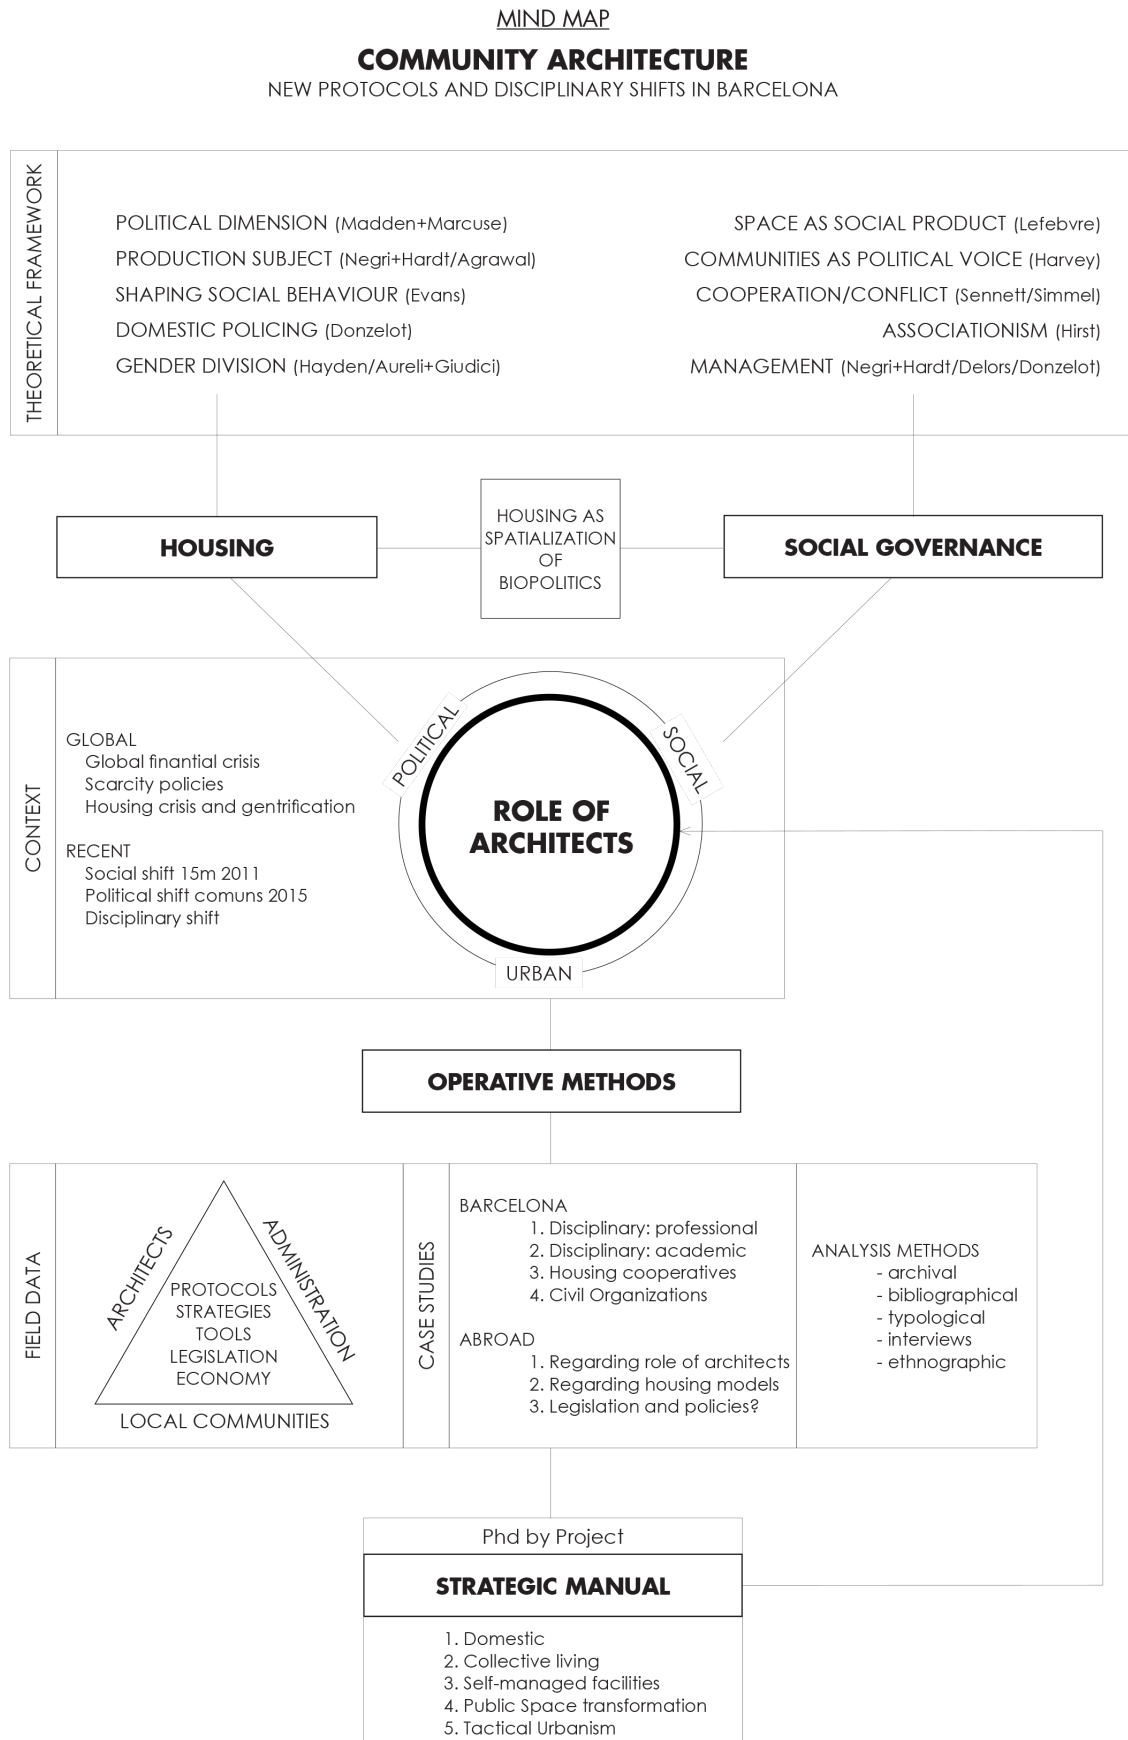 MIND MAP
COMMUNITY ARCHITECTURE
NEW PROTOCOLS AND DISCIPLINARY SHIFTS IN BARCELONA
THEORETICAL FRAMEWORK
POLITICAL DIMENSION (Madden+Marcuse)
PRODUCTION SUBJECT (Negri+Hardt/Agrawal)
SHAPING SOCIAL BEHAVIOUR (Evans)
DOMESTIC POLICING (Donzelot)
GENDER DIVISION (Hayden/Aureli+Giudici)
SPACE AS SOCIAL PRODUCT (Lefebvre)
COMMUNITIES AS POLITICAL VOICE (Harvey)
COOPERATION/CONFLICT (Sennett/Simmel)
ASSOCIATIONISM (Hirst)
MANAGEMENT (Negri+Hardt/Delors/Donzelot)
HOUSING
HOUSING AS
SPATIALIZATION
OF
BIOPOLITICS
SOCIAL GOVERNANCE
CONTEXT
GLOBAL
Global finantial crisis
Scarcity policies
Housing crisis and gentrification
RECENT
Social shift 15m 2011
Political shift comuns 2015
Disciplinary shift
POLITICAL
SOCIAL
ROLE OF
ARCHITECTS
URBAN
OPERATIVE METHODS
FIELD DATA
ARCHITECTS
ADMINISTRATION
PROTOCOLS
STRATEGIES
TOOLS
LEGISLATION
ECONOMY
LOCAL COMMUNITIES
CASE STUDIES
BARCELONA
1. Disciplinary: professional
2. Disciplinary: academic
3. Housing cooperatives
4. Civil Organizations
ABROAD
1. Regarding role of architects
2. Regarding housing models
3. Legislation and policies?
ANALYSIS METHODS
- archival
- bibliographical
- typological
- interviews
- ethnographic
Phd by Project
STRATEGIC MANUAL
1. Domestic
2. Collective living
3. Self-managed facilities
4. Public Space transformation
5. Tactical Urbanism